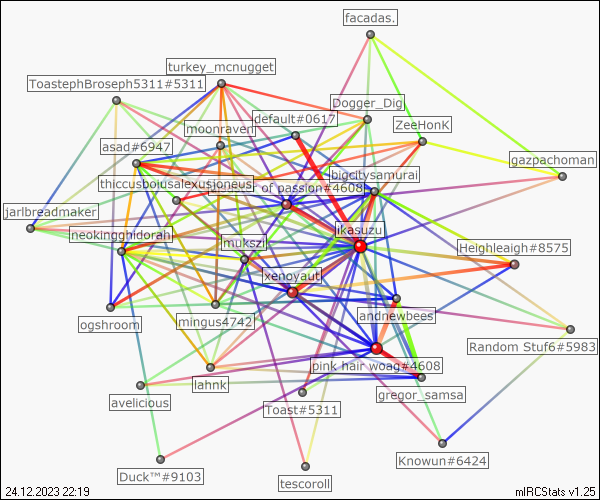 facadas.
turkey_mcnugget
ToastephBroseph5311#5311
Dogger_Dig
default#0617
ZeeHonK
moonraven
asad#6947
gazpachoman
bigcitysamurai
of passion#4608
jarlbreadmaker
ikasuzu
neokingghidorah
mukszil
Heighleaigh#8575
xenoyaut
andnewbees
ogshroom
mingus4742
Random Stuf6#5983
pink hair woag#4608
lahnk
gregor_samsa
avelicious
Toast#5311
Knowun#6424
Duck™#9103
tescoroll
24.12.2023 22:19
mIRCStats v1.25